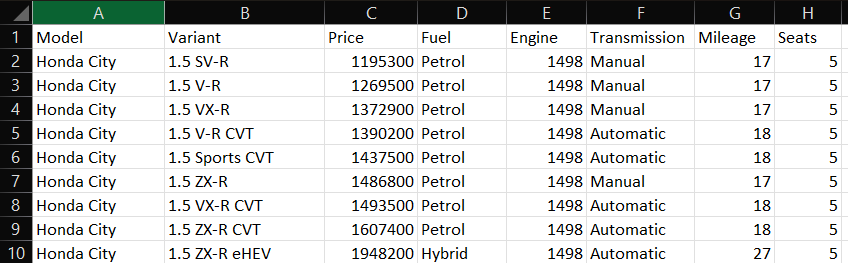 A B C D E F G H
1 Model Variant Price Fuel Engine Transmission Mileage Seats
2 Honda City 1.5 SV-R 1195300 Petrol 1498 Manual 17 5
3 Honda City 1.5 V-R 1269500 Petrol 1498 Manual 17 5
4 Honda City 1.5 VX-R 1372900 Petrol 1498 Manual 17 5
5 Honda City 1.5 V-R CVT 1390200 Petrol 1498 Automatic 18 5
6 Honda City 1.5 Sports CVT 1437500 Petrol 1498 Automatic 18 5
7 Honda City 1.5 ZX-R 1486800 Petrol 1498 Manual 17 5
8 Honda City 1.5 VX-R CVT 1493500 Petrol 1498 Automatic 18 5
9 Honda City 1.5 ZX-R CVT 1607400 Petrol 1498 Automatic 18 5
10 Honda City 1.5 ZX-R eHEV 1948200 Hybrid 1498 Automatic 27 5